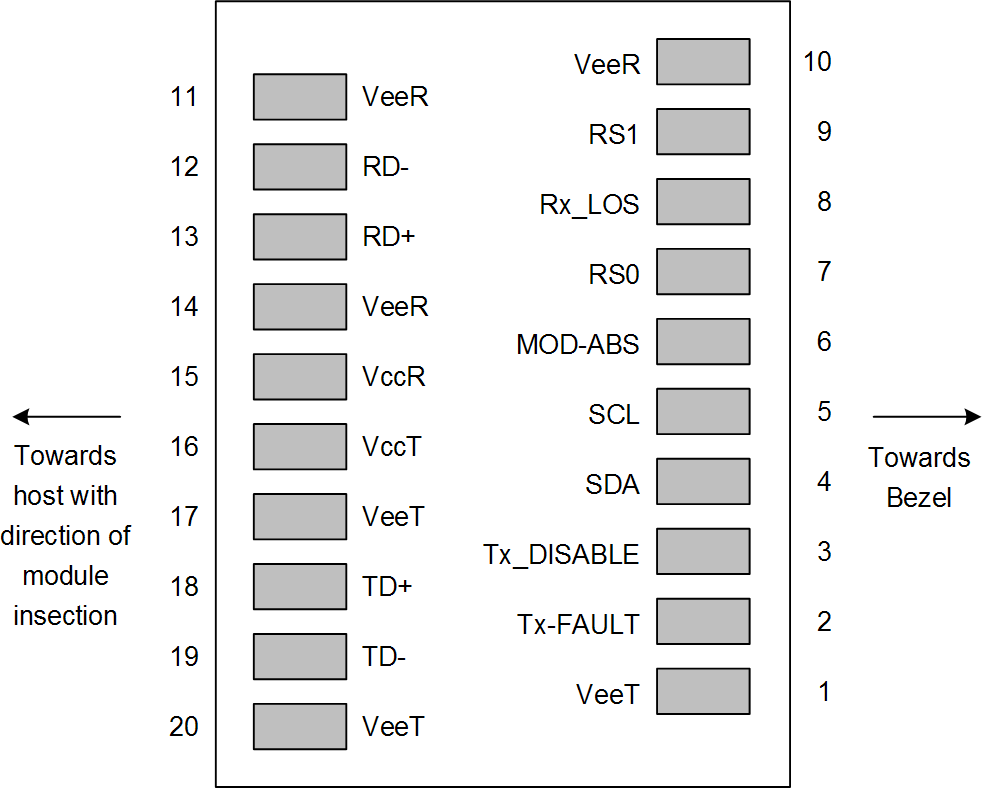 VeeR 10
11 VeeR
RS1 9
12 RD-
Rx_LOS 8
13 RD+
RS0 7
14 VeeR
MOD-ABS 6
15 VccR
SCL 5
16 VccT
Towards
host with
direction of
module
insection
Towards
Bezel
SDA 4
17 VeeT
Tx_DISABLE 3
18 TD+
Tx-FAULT 2
19 TD-
VeeT 1
20 VeeT